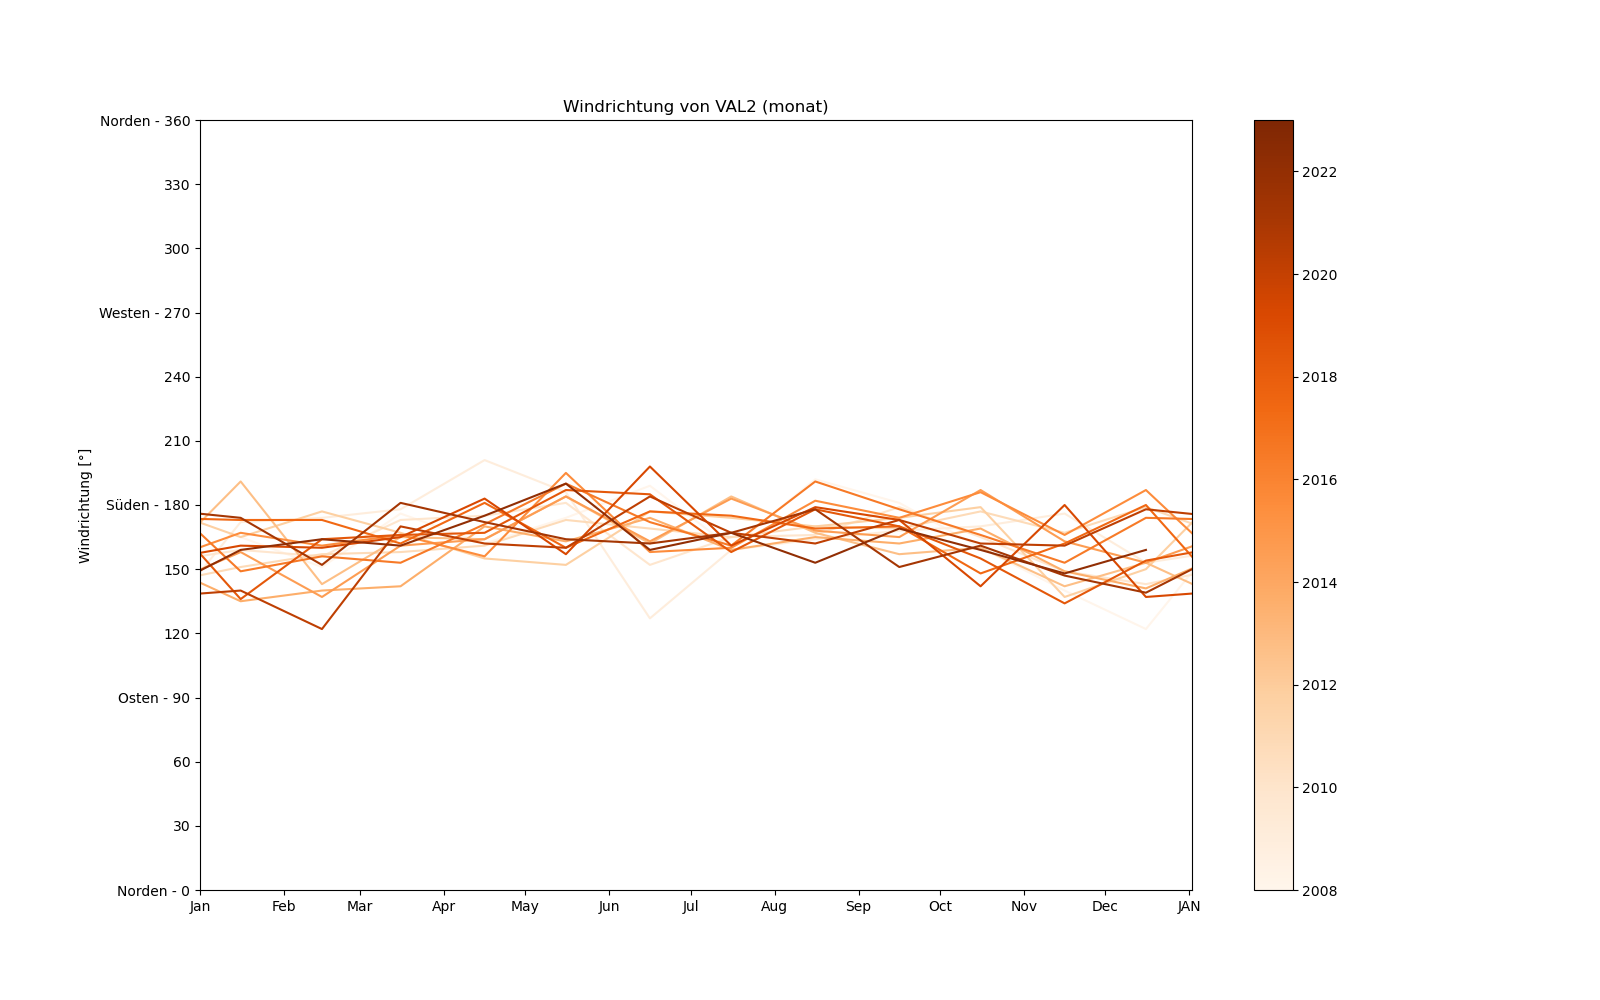 Windrichtung von VAL2 (monat)
Norden - 360
330
300
Westen - 270
240
210
Süden - 180
150
120
Osten - 90
60
30
Norden - 0
Windrichtung [°]
Jan Feb Mar Apr May Jun Jul Aug Sep Oct Nov Dec JAN
2022
2020
2018
2016
2014
2012
2010
2008